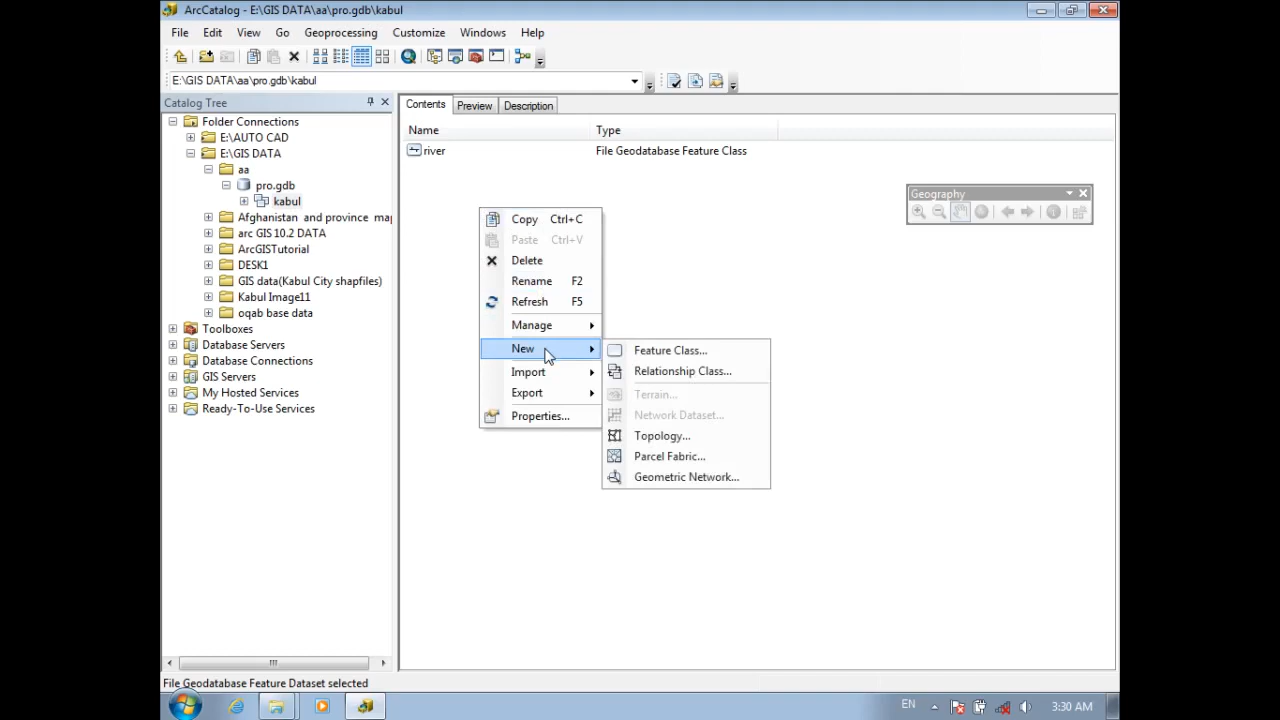 ArcCatalog - E:\GIS DATA\aa\pro.gdb\kabul
File Edit View Go Geoprocessing Customize Windows Help
E:\GIS DATA\aa\pro.gdb\kabul
Catalog Tree
Folder Connections
E:\AUTO CAD
E:\GIS DATA
aa
pro.gdb
kabul
Afghanistan and province map
arc GIS 10.2 DATA
ArcGISTutorial
DESK1
GIS data(Kabul City shapfiles)
Kabul Image11
oqab base data
Toolboxes
Database Servers
Database Connections
GIS Servers
My Hosted Services
Ready-To-Use Services
Contents Preview Description
Name Type
river File Geodatabase Feature Class
Geography
Copy Ctrl+C
Paste Ctrl+V
Delete
Rename F2
Refresh F5
Manage
New
Import
Export
Properties...
Feature Class...
Relationship Class...
Terrain...
Network Dataset...
Topology...
Parcel Fabric...
Geometric Network...
File Geodatabase Feature Dataset selected
EN
3:30 AM